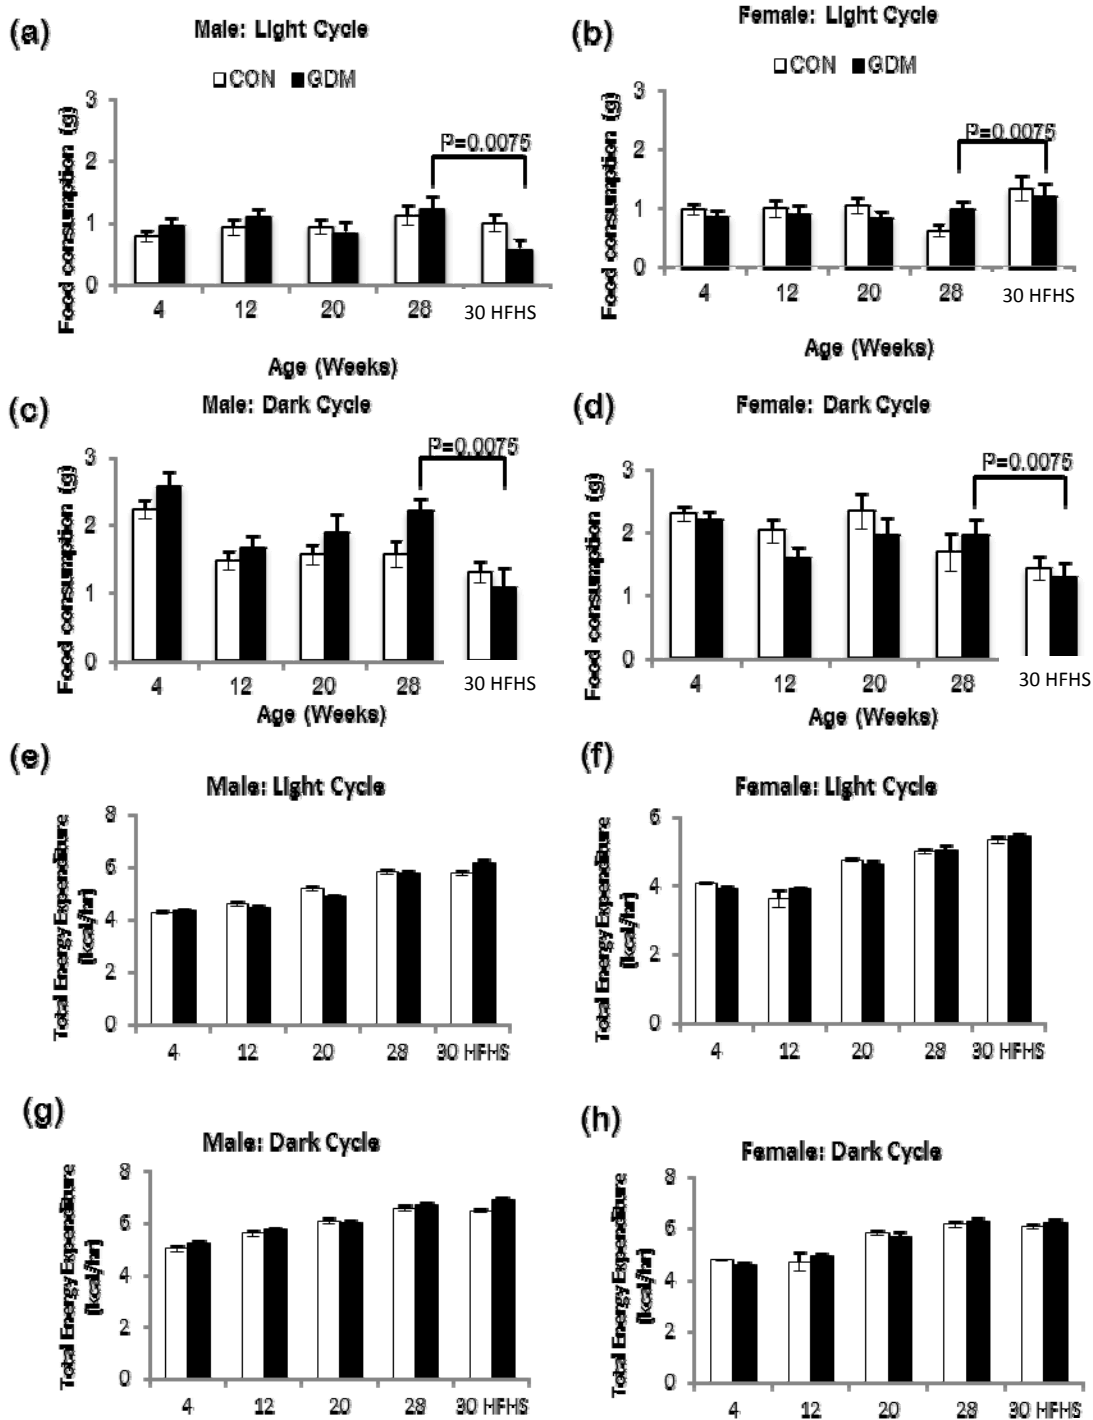 (a)
Male: Light Cycle
CON GDM
Food consumption (g)
3
2
1
0
P=0.0075
4 12 20 28 30 HFHS
Age (Weeks)
(b)
Female: Light Cycle
CON GDM
Food consumption (g)
3
2
1
0
P=0.0075
4 12 20 28 30 HFHS
Age (Weeks)
(c)
Male: Dark Cycle
Food consumption (g)
3
2
1
0
P=0.0075
4 12 20 28 30 HFHS
Age (Weeks)
(d)
Female: Dark Cycle
Food consumption (g)
3
2
1
0
P=0.0075
4 12 20 28 30 HFHS
Age (Weeks)
(e)
Male: Light Cycle
Total Energy Expenditure
(kcal/hr)
8
6
4
2
0
4 12 20 28 30 HFHS
(f)
Female: Light Cycle
Total Energy Expenditure
(kcal/hr)
6
4
2
0
4 12 20 28 30 HFHS
(g)
Male: Dark Cycle
Total Energy Expenditure
(kcal/hr)
8
6
4
2
0
4 12 20 28 30 HFHS
(h)
Female: Dark Cycle
Total Energy Expenditure
(kcal/hr)
8
6
4
2
0
4 12 20 28 30 HFHS